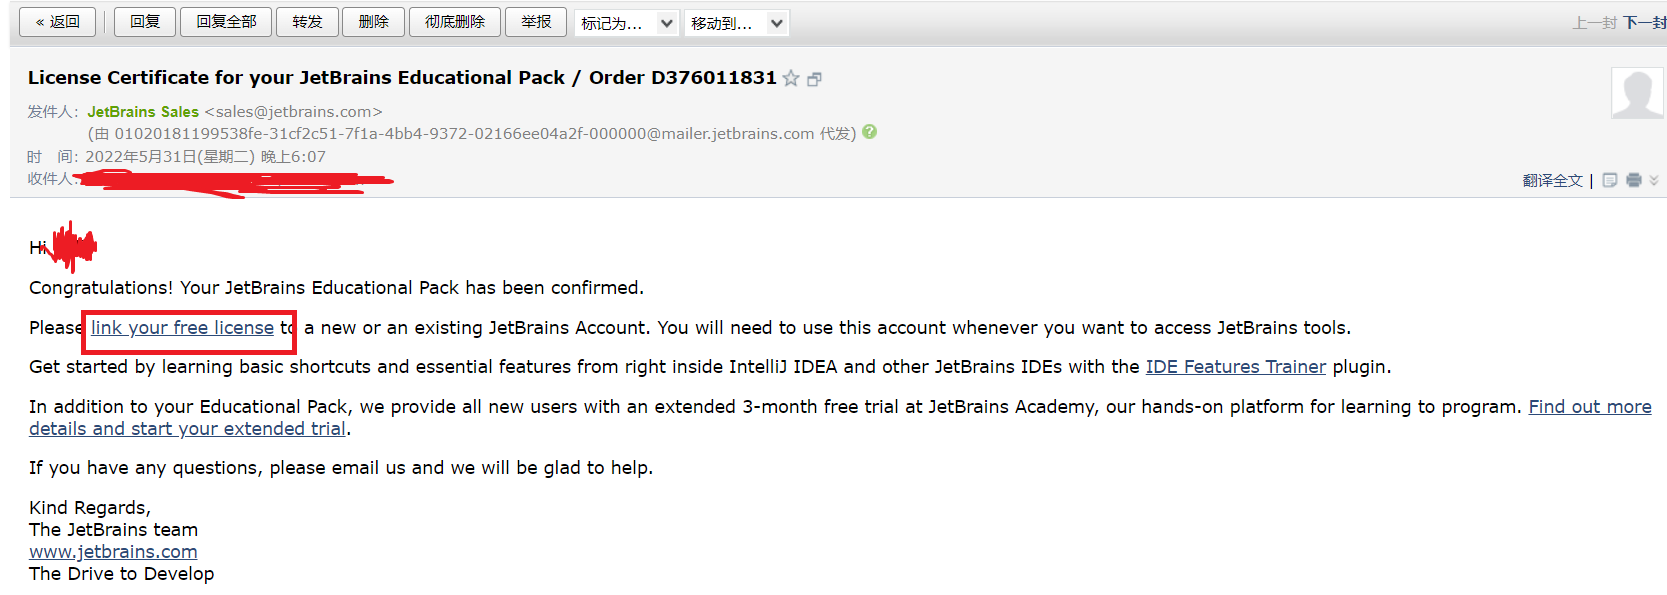 « 返回 回复 回复全部 转发 删除 彻底删除 举报 标记为... 移动到... 上一封 下一封
License Certificate for your JetBrains Educational Pack / Order D376011831
发件人: JetBrains Sales <sales@jetbrains.com>
(由 01020181199538fe-31cf2c51-7f1a-4bb4-9372-02166ee04a2f-000000@mailer.jetbrains.com 代发) ?
时 间: 2022年5月31日(星期二) 晚上6:07
收件人:
翻译全文 |
Hi
Congratulations! Your JetBrains Educational Pack has been confirmed.
Please link your free license to a new or an existing JetBrains Account. You will need to use this account whenever you want to access JetBrains tools.
Get started by learning basic shortcuts and essential features from right inside IntelliJ IDEA and other JetBrains IDEs with the IDE Features Trainer plugin.
In addition to your Educational Pack, we provide all new users with an extended 3-month free trial at JetBrains Academy, our hands-on platform for learning to program. Find out more
details and start your extended trial.
If you have any questions, please email us and we will be glad to help.
Kind Regards,
The JetBrains team
www.jetbrains.com
The Drive to Develop